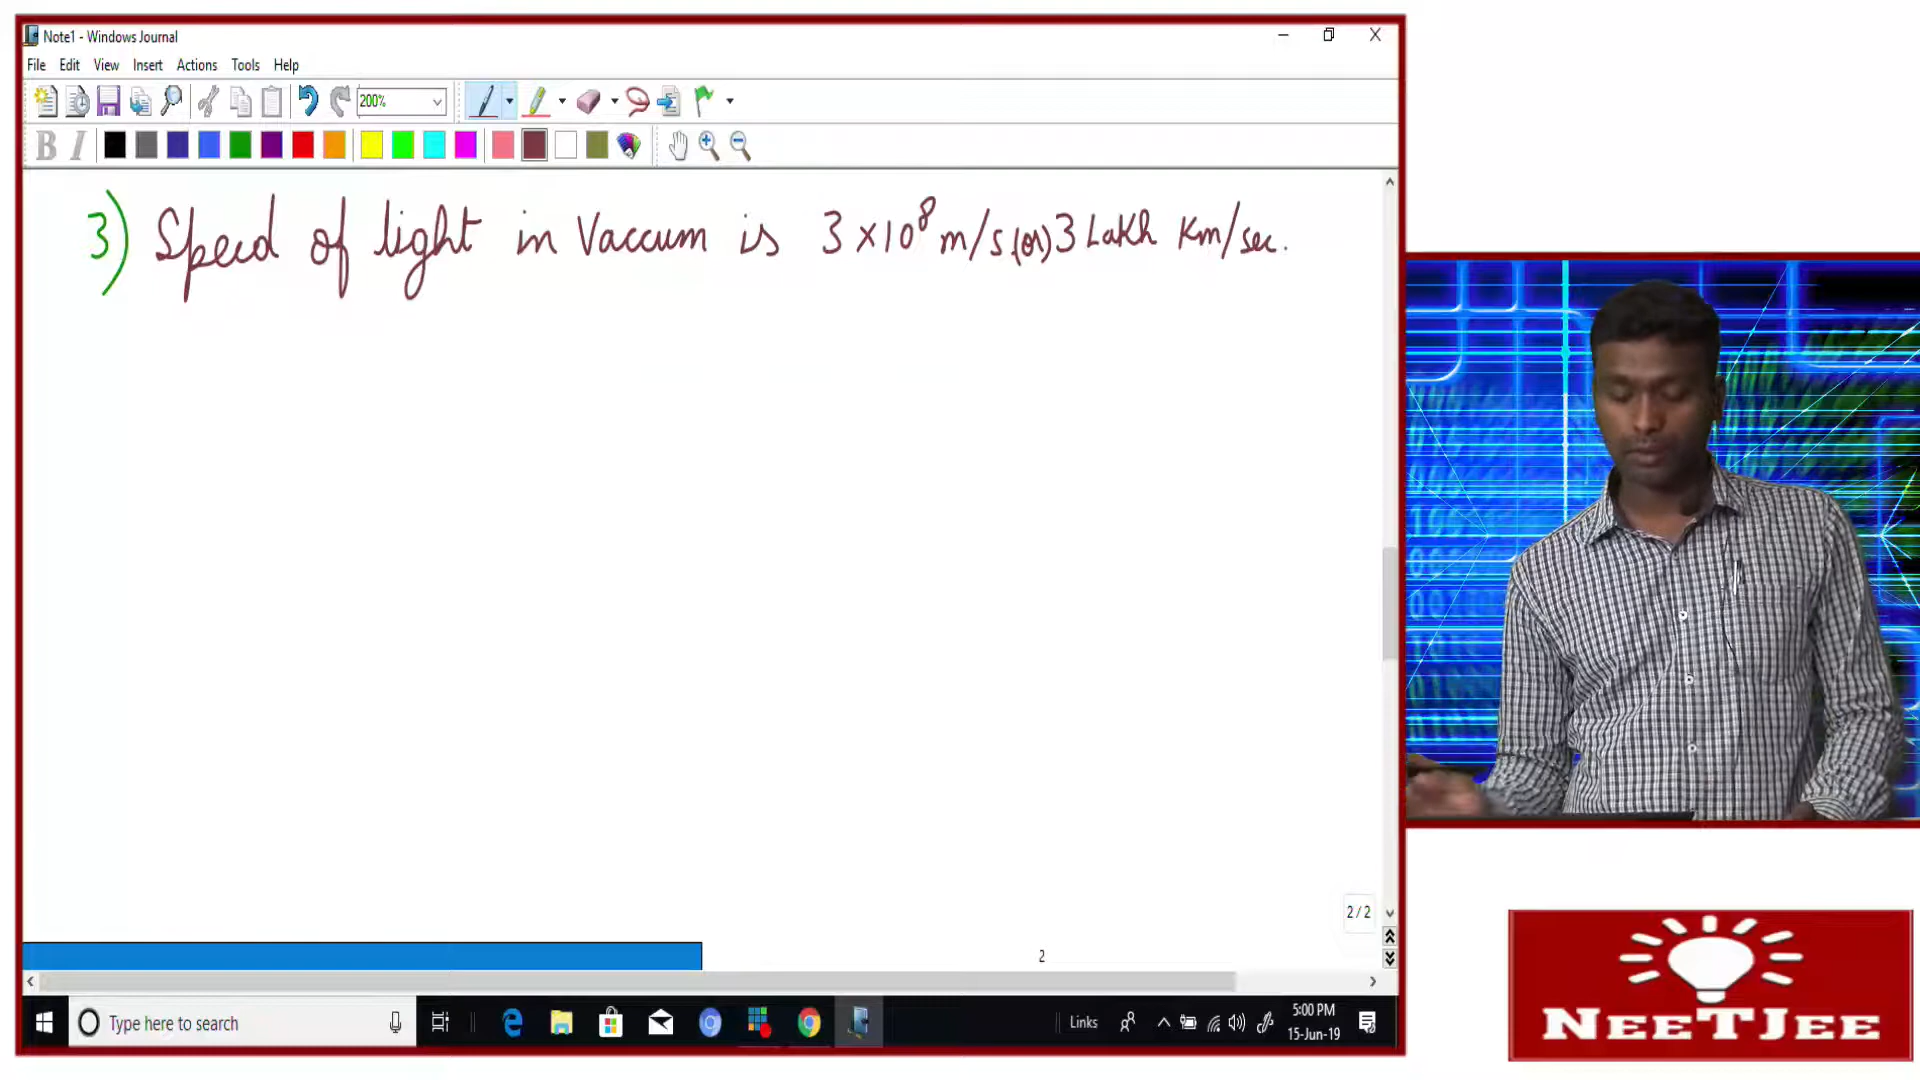 Note1 - Windows Journal
File Edit View Insert Actions Tools Help
200%
B I
3) Speed of light in Vaccum is 3 ×10⁸ m/s (or) 3 Lakh Km/sec.
2 / 2
2
Type here to search
Links
5:00 PM
15-Jun-19
NEETJEE